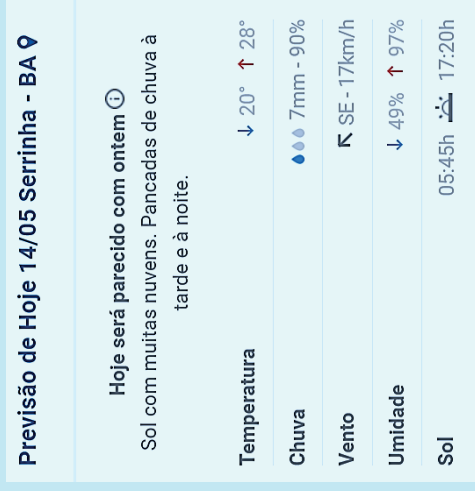 Previsão de Hoje 14/05 Serrinha - BA
Hoje será parecido com ontem
Sol com muitas nuvens. Pancadas de chuva à
tarde e à noite.
Temperatura ↓ 20° ↑ 28°
Chuva 7mm - 90%
Vento SE - 17km/h
Umidade ↓ 49% ↑ 97%
Sol 05:45h 17:20h